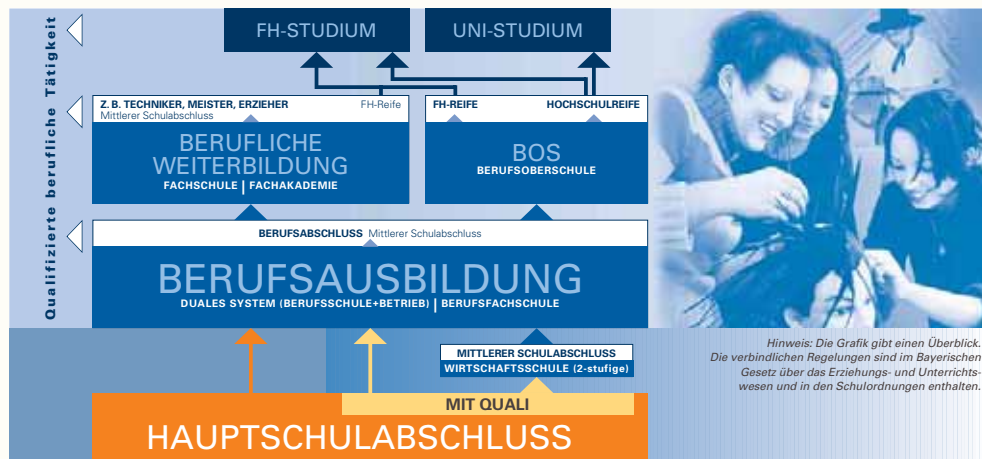 FH-STUDIUM
UNI-STUDIUM
Qualifizierte berufliche Tätigkeit
Z. B. TECHNIKER, MEISTER, ERZIEHER
Mittlerer Schulabschluss
FH-Reife
FH-REIFE
HOCHSCHULREIFE
BERUFLICHE
WEITERBILDUNG
FACHSCHULE | FACHAKADEMIE
BOS
BERUFSOBERSCHULE
BERUFSABSCHLUSS Mittlerer Schulabschluss
BERUFSAUSBILDUNG
DUALES SYSTEM (BERUFSSCHULE+BETRIEB) | BERUFSFACHSCHULE
MITTLERER SCHULABSCHLUSS
WIRTSCHAFTSSCHULE (2-stufige)
MIT QUALI
HAUPTSCHULABSCHLUSS
Hinweis: Die Grafik gibt einen Überblick.
Die verbindlichen Regelungen sind im Bayerischen
Gesetz über das Erziehungs- und Unterrichts-
wesen und in den Schulordnungen enthalten.